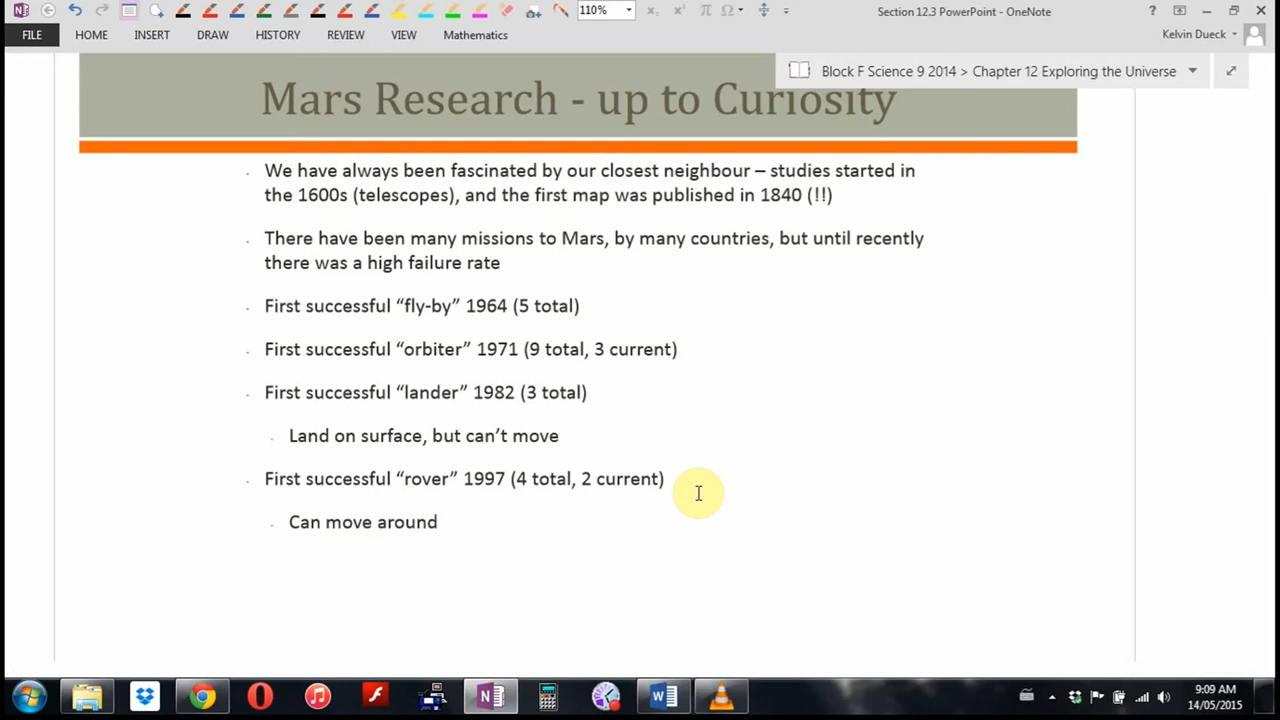 110%
Section 12.3 PowerPoint - OneNote
FILE HOME INSERT DRAW HISTORY REVIEW VIEW Mathematics
Kelvin Dueck
Block F Science 9 2014 > Chapter 12 Exploring the Universe
Mars Research - up to Curiosity
We have always been fascinated by our closest neighbour – studies started in
the 1600s (telescopes), and the first map was published in 1840 (!!)
There have been many missions to Mars, by many countries, but until recently
there was a high failure rate
First successful “fly-by” 1964 (5 total)
First successful “orbiter” 1971 (9 total, 3 current)
First successful “lander” 1982 (3 total)
Land on surface, but can’t move
First successful “rover” 1997 (4 total, 2 current)
Can move around
9:09 AM
14/05/2015